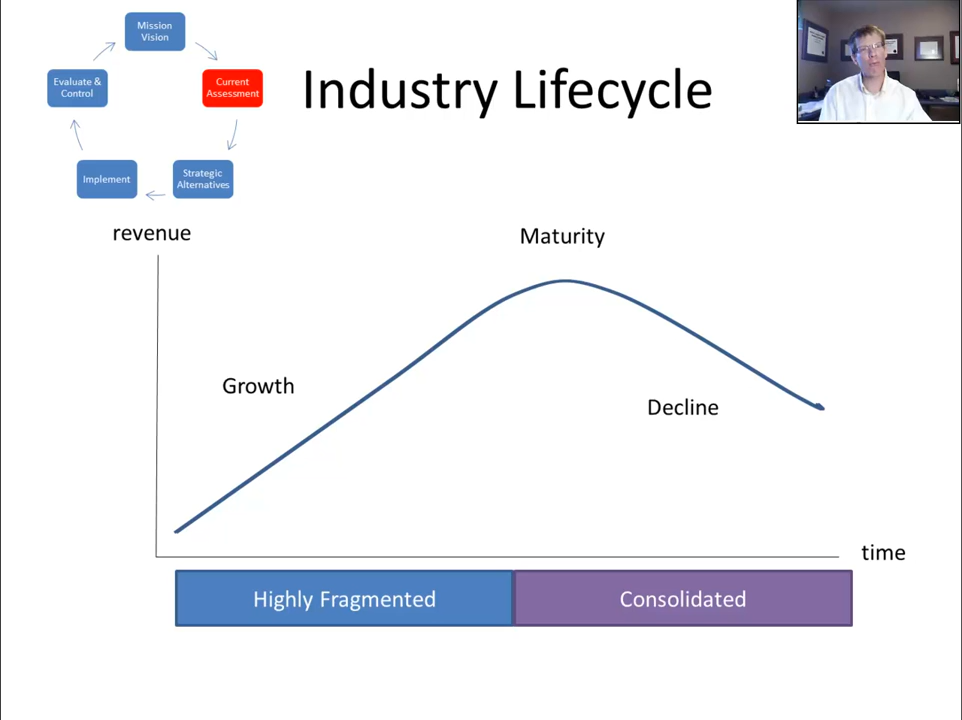 Mission
Vision
Evaluate &
Control
Current
Assessment
Industry Lifecycle
Implement
Strategic
Alternatives
revenue
Maturity
Growth
Decline
time
Highly Fragmented
Consolidated